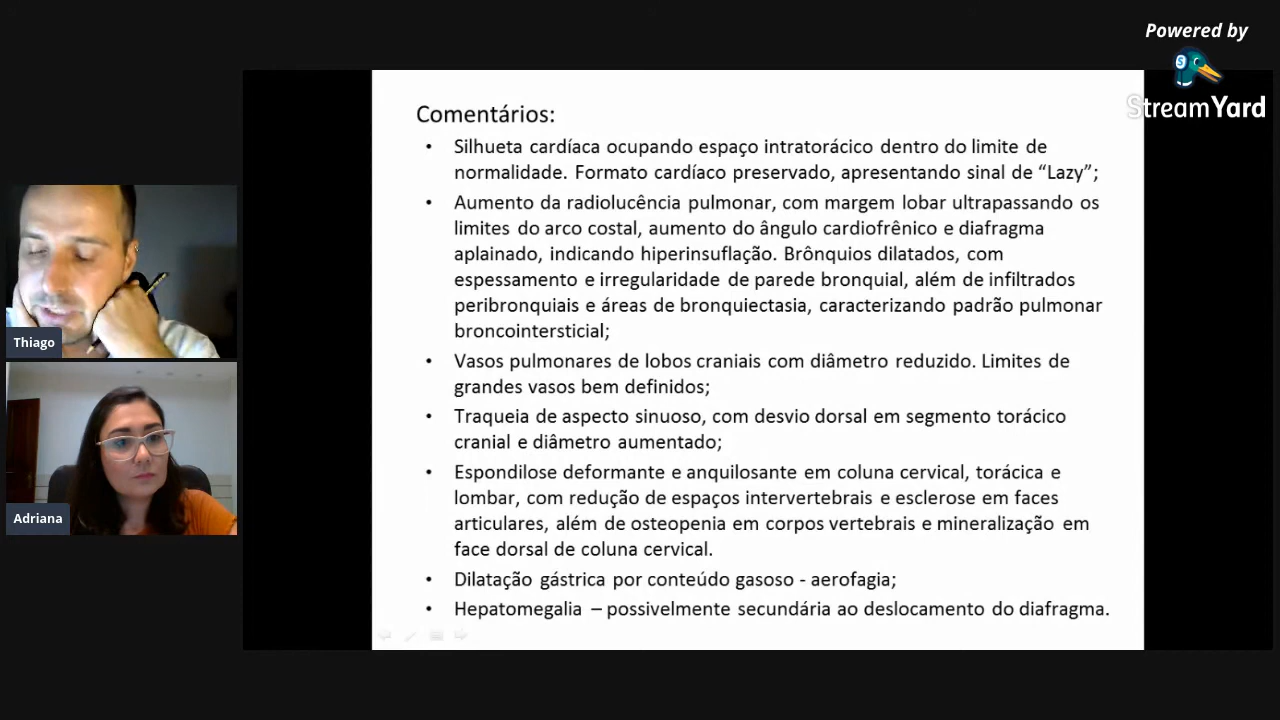 Powered by
StreamYard
Comentários:
• Silhueta cardíaca ocupando espaço intratorácico dentro do limite de
normalidade. Formato cardíaco preservado, apresentando sinal de “Lazy”;
• Aumento da radiolucência pulmonar, com margem lobar ultrapassando os
limites do arco costal, aumento do ângulo cardiofrênico e diafragma
aplainado, indicando hiperinsuflação. Brônquios dilatados, com
espessamento e irregularidade de parede bronquial, além de infiltrados
peribronquiais e áreas de bronquiectasia, caracterizando padrão pulmonar
broncointersticial;
• Vasos pulmonares de lobos craniais com diâmetro reduzido. Limites de
grandes vasos bem definidos;
• Traqueia de aspecto sinuoso, com desvio dorsal em segmento torácico
cranial e diâmetro aumentado;
• Espondilose deformante e anquilosante em coluna cervical, torácica e
lombar, com redução de espaços intervertebrais e esclerose em faces
articulares, além de osteopenia em corpos vertebrais e mineralização em
face dorsal de coluna cervical.
• Dilatação gástrica por conteúdo gasoso - aerofagia;
• Hepatomegalia – possivelmente secundária ao deslocamento do diafragma.
Thiago
Adriana